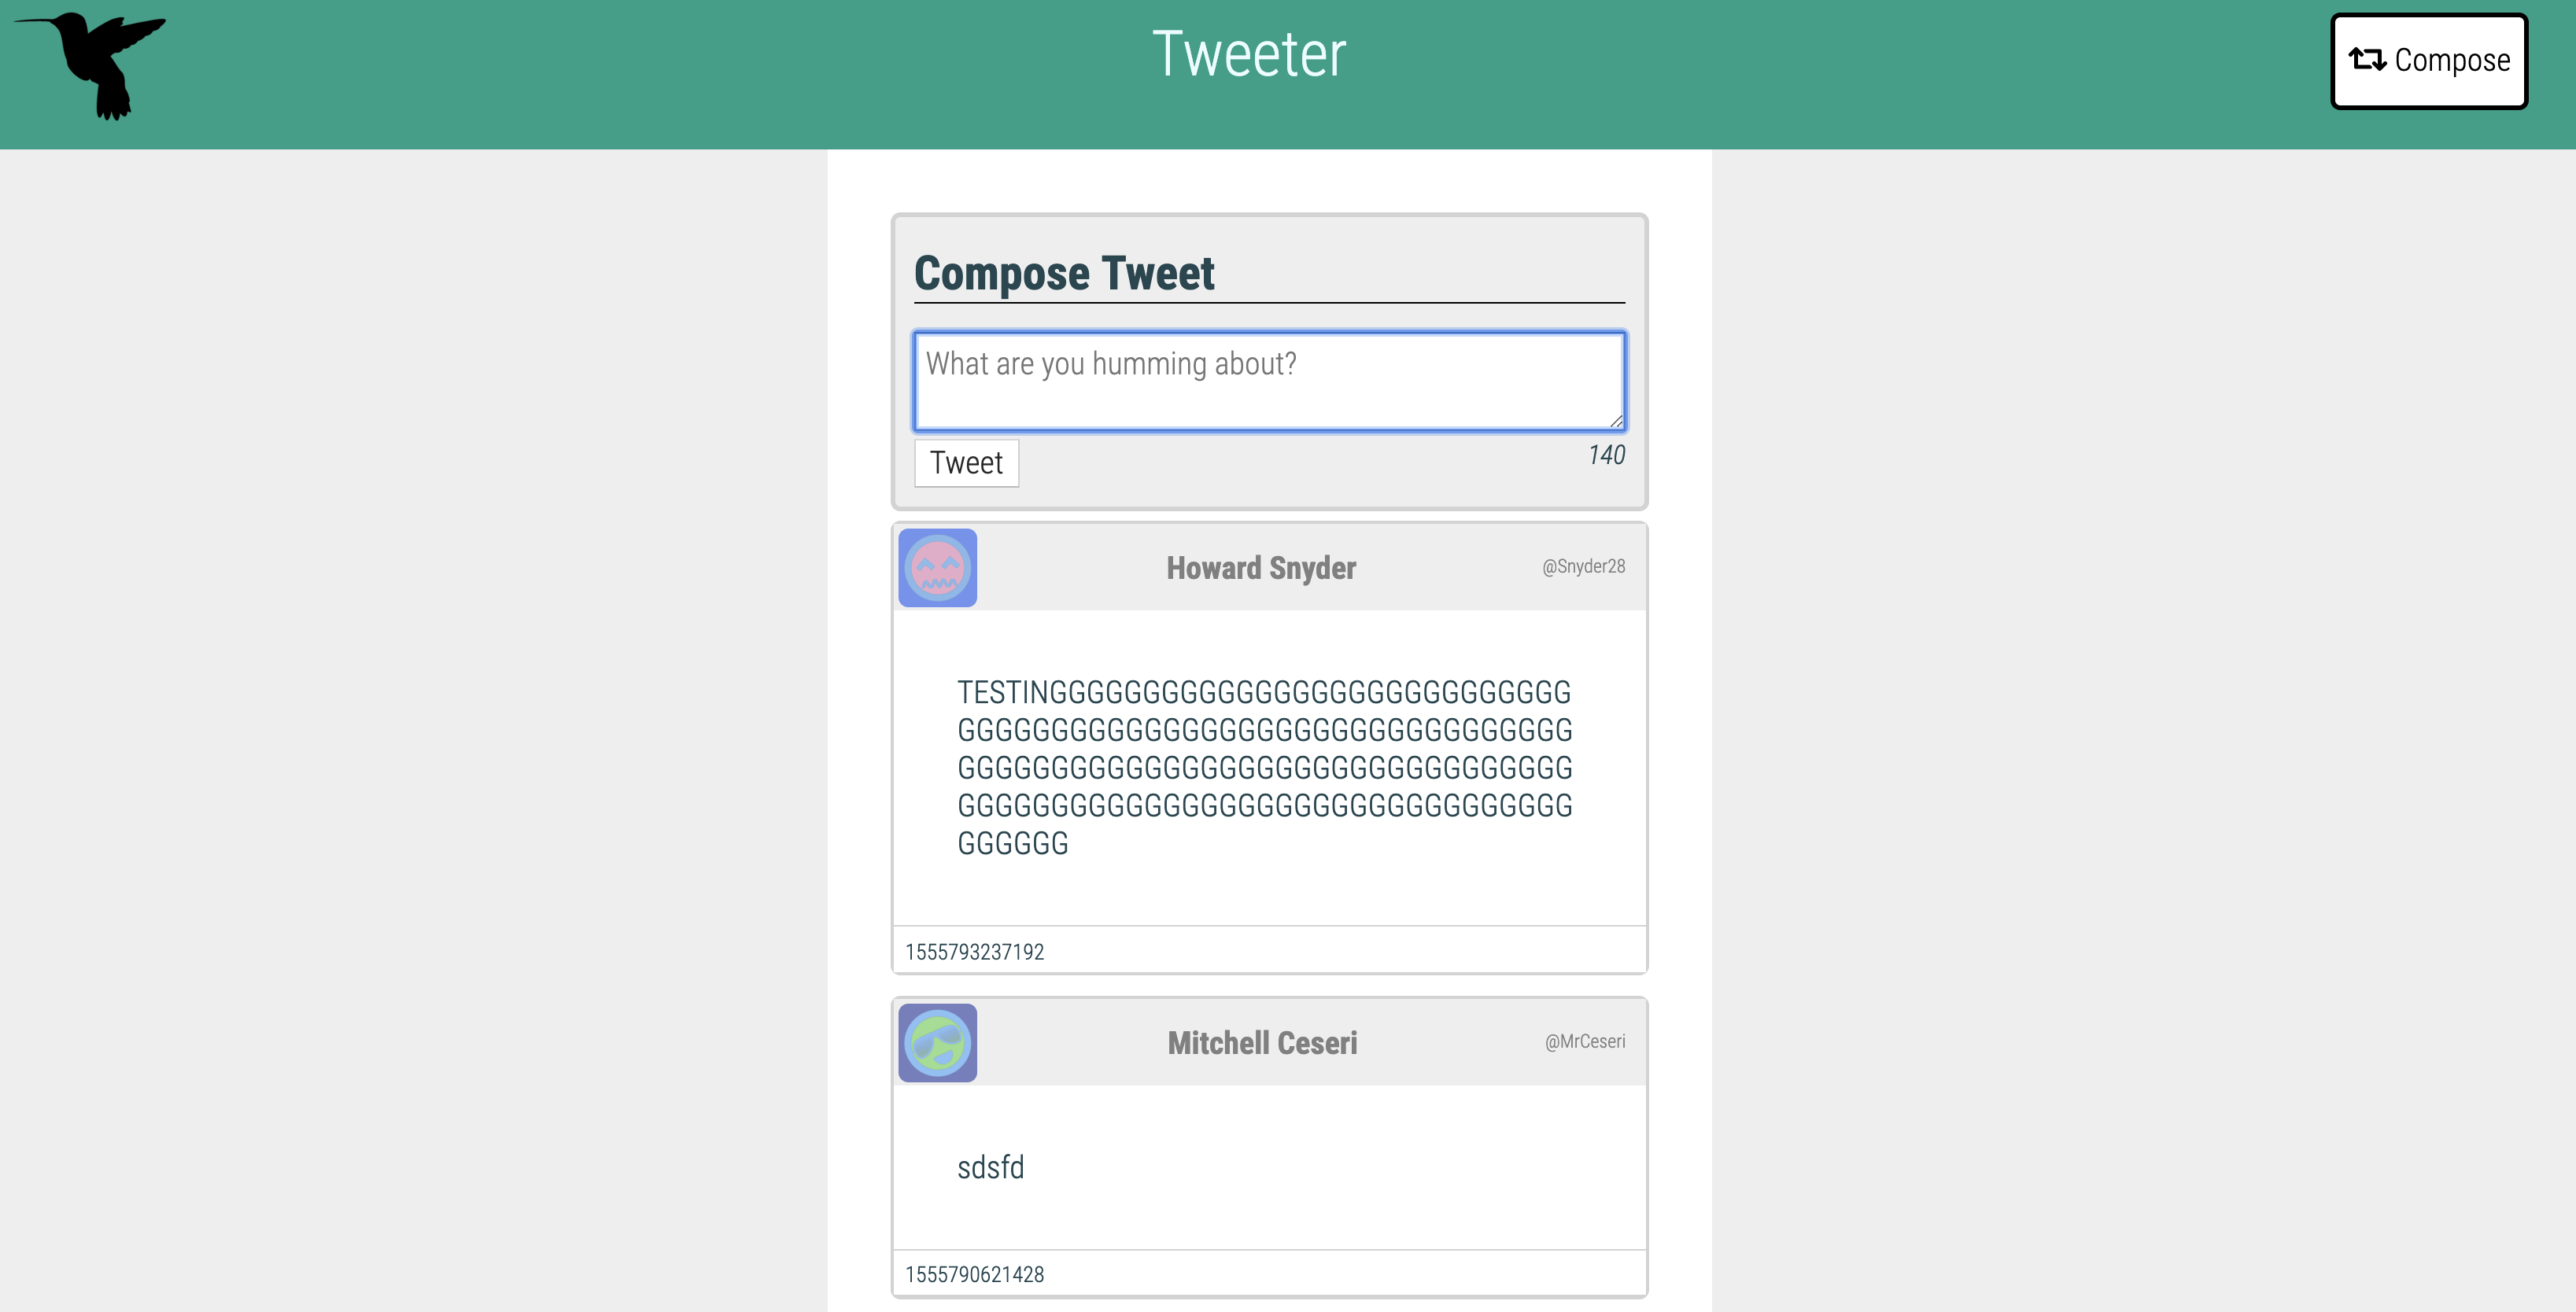 Tweeter
Compose
Compose Tweet
What are you humming about?
Tweet
140
Howard Snyder
@Snyder28
TESTINGGGGGGGGGGGGGGGGGGGGGGGGGGGG
GGGGGGGGGGGGGGGGGGGGGGGGGGGGGGGGG
GGGGGGGGGGGGGGGGGGGGGGGGGGGGGGGGG
GGGGGGGGGGGGGGGGGGGGGGGGGGGGGGGGG
GGGGGG
1555793237192
Mitchell Ceseri
@MrCeseri
sdsfd
1555790621428